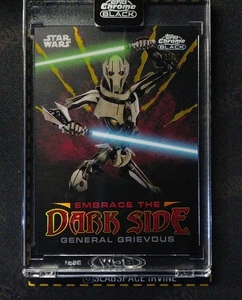 Topps Chrome
BLACK
STAR
WARS
Topps Chrome
BLACK
EMBRACE THE
DARK SIDE
GENERAL GRIEVOUS
SLABSPACE IRVINE